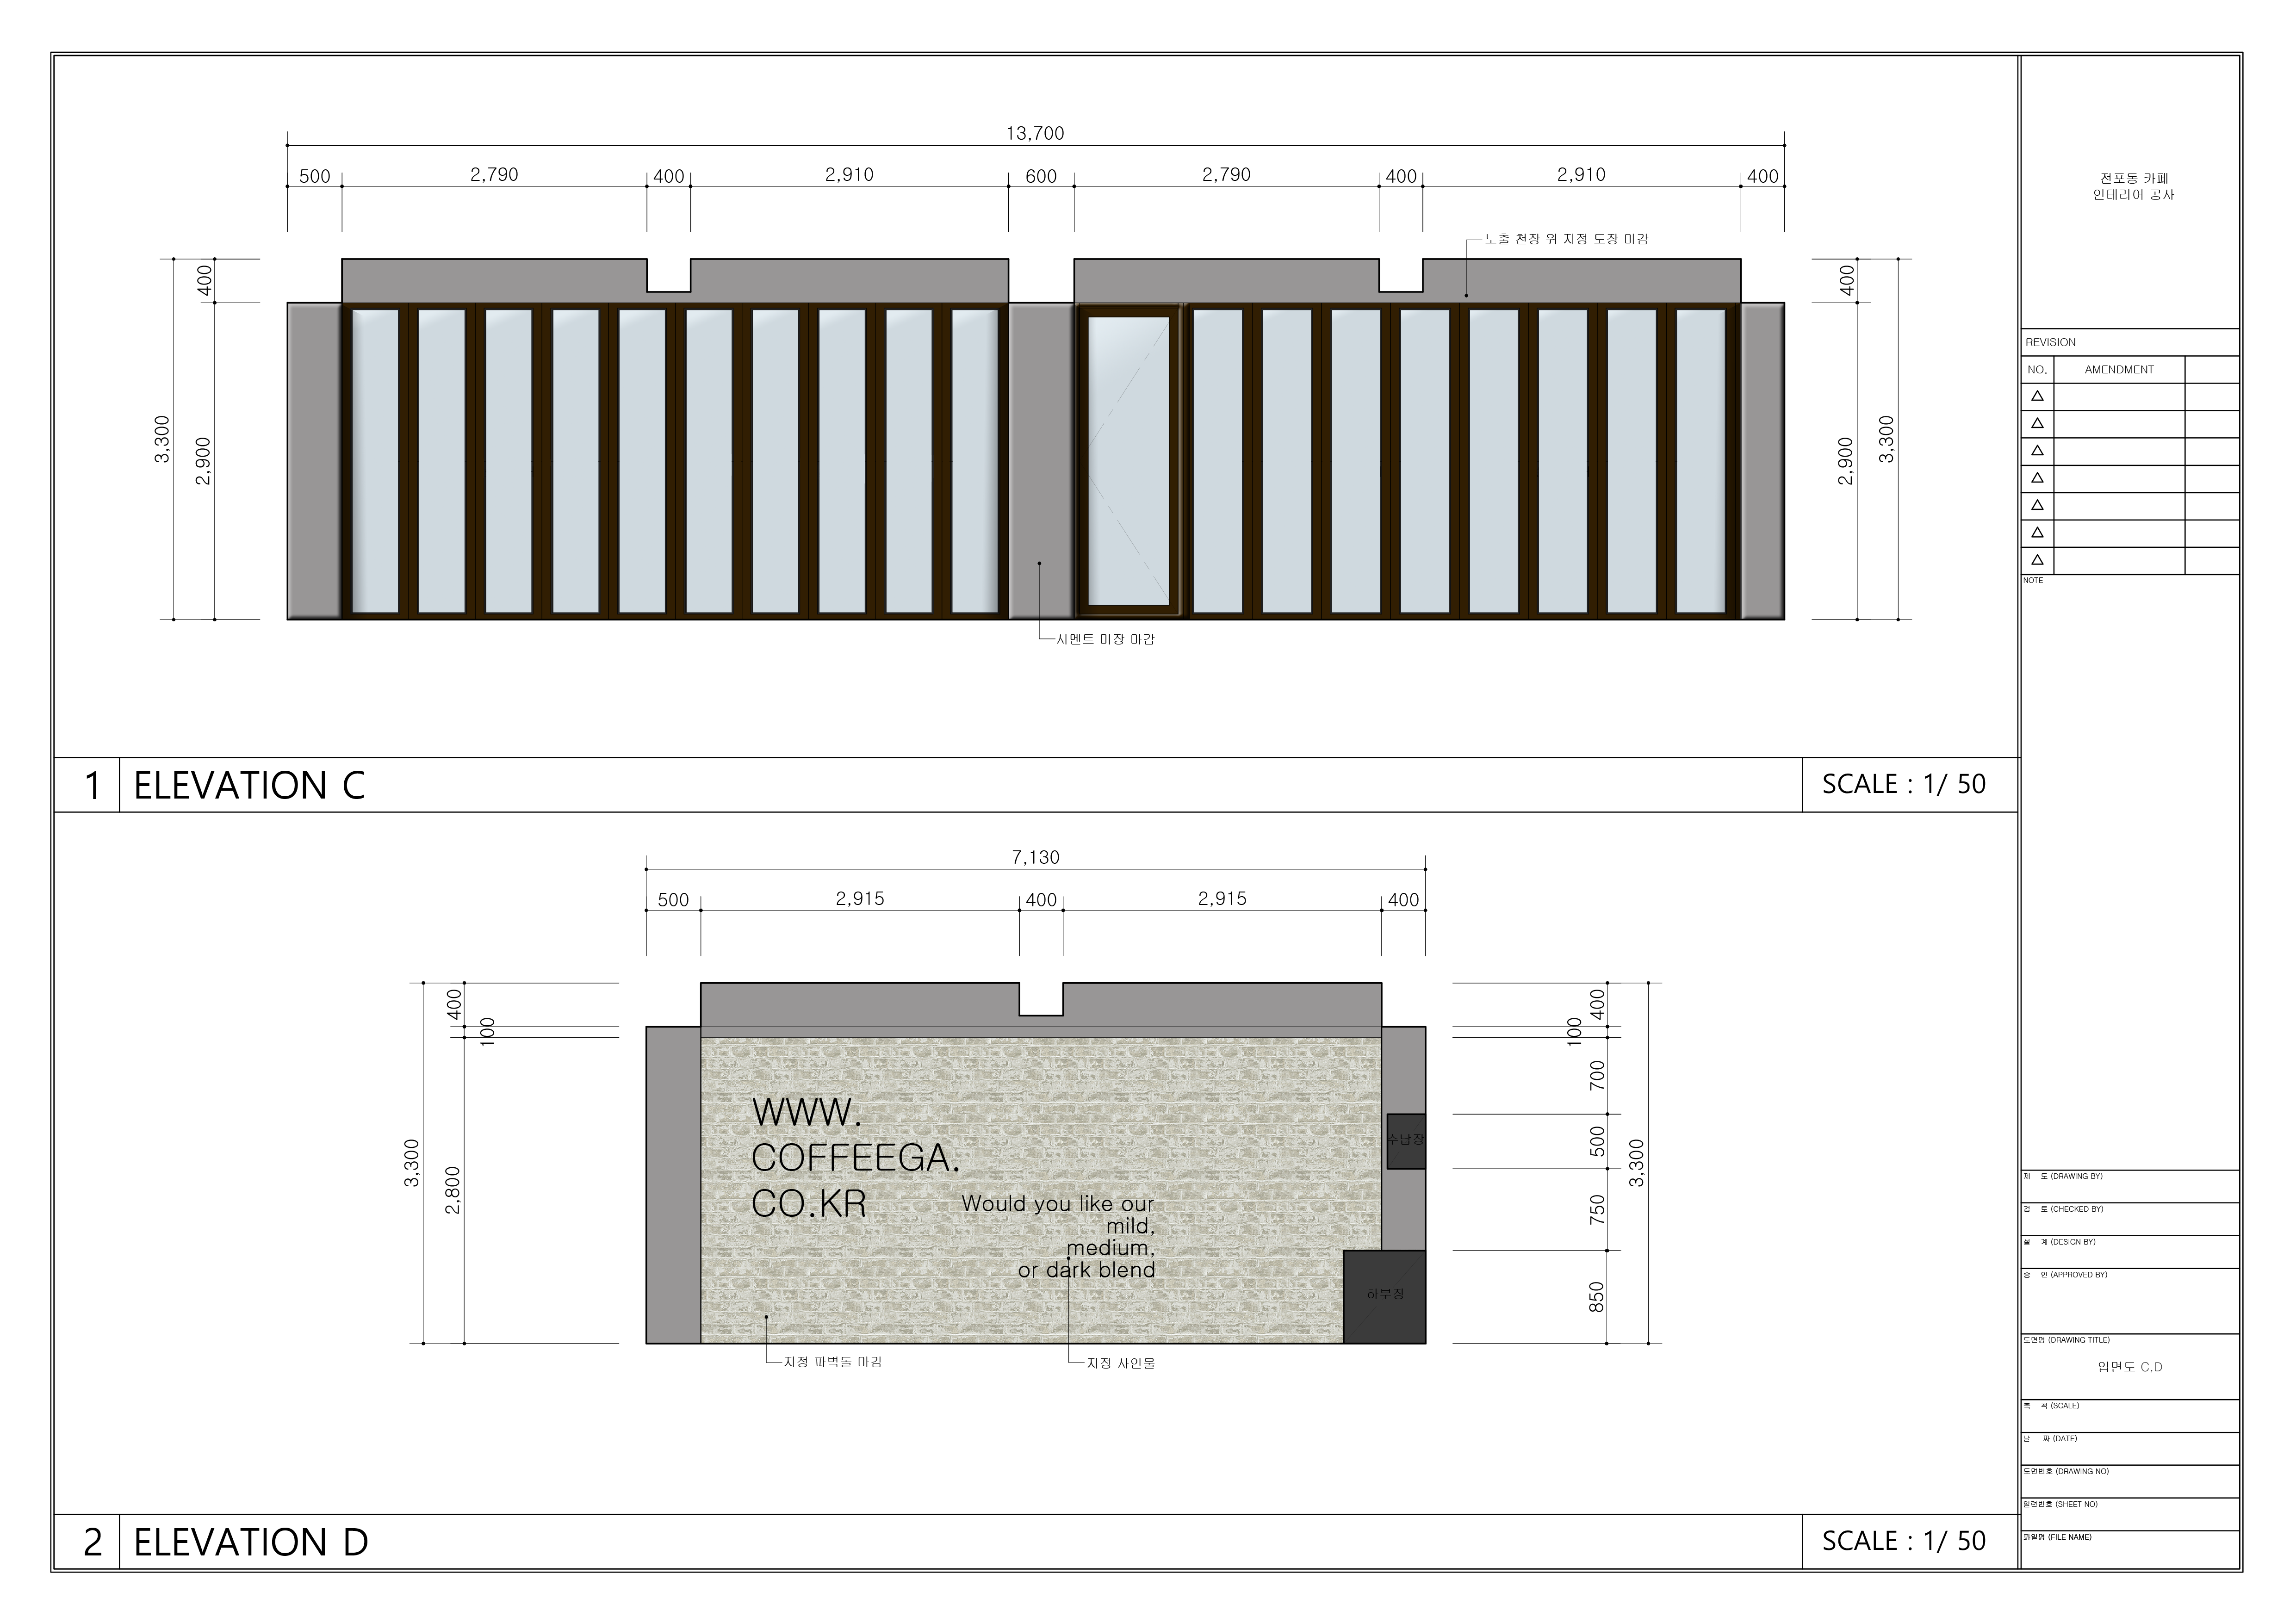 13,700
500
2,790
400
2,910
600
2,790
400
2,910
400
노출 천장 위 지정 도장 마감
400
2,900
3,300
400
2,900
3,300
시멘트 미장 마감
1
ELEVATION C
SCALE : 1/ 50
7,130
500
2,915
400
2,915
400
400
100
2,800
3,300
400
100
700
500
750
850
3,300
WWW.
COFFEEGA.
CO.KR
Would you like our
mild,
medium,
or dark blend
수납장
하부장
지정 파벽돌 마감
지정 사인물
2
ELEVATION D
SCALE : 1/ 50
전포동 카페
인테리어 공사
REVISION
NO.
AMENDMENT
NOTE
제 도 (DRAWING BY)
검 토 (CHECKED BY)
설 계 (DESIGN BY)
승 인 (APPROVED BY)
도면명 (DRAWING TITLE)
입면도 C,D
축 척 (SCALE)
날 짜 (DATE)
도면번호 (DRAWING NO)
일련번호 (SHEET NO)
파일명 (FILE NAME)